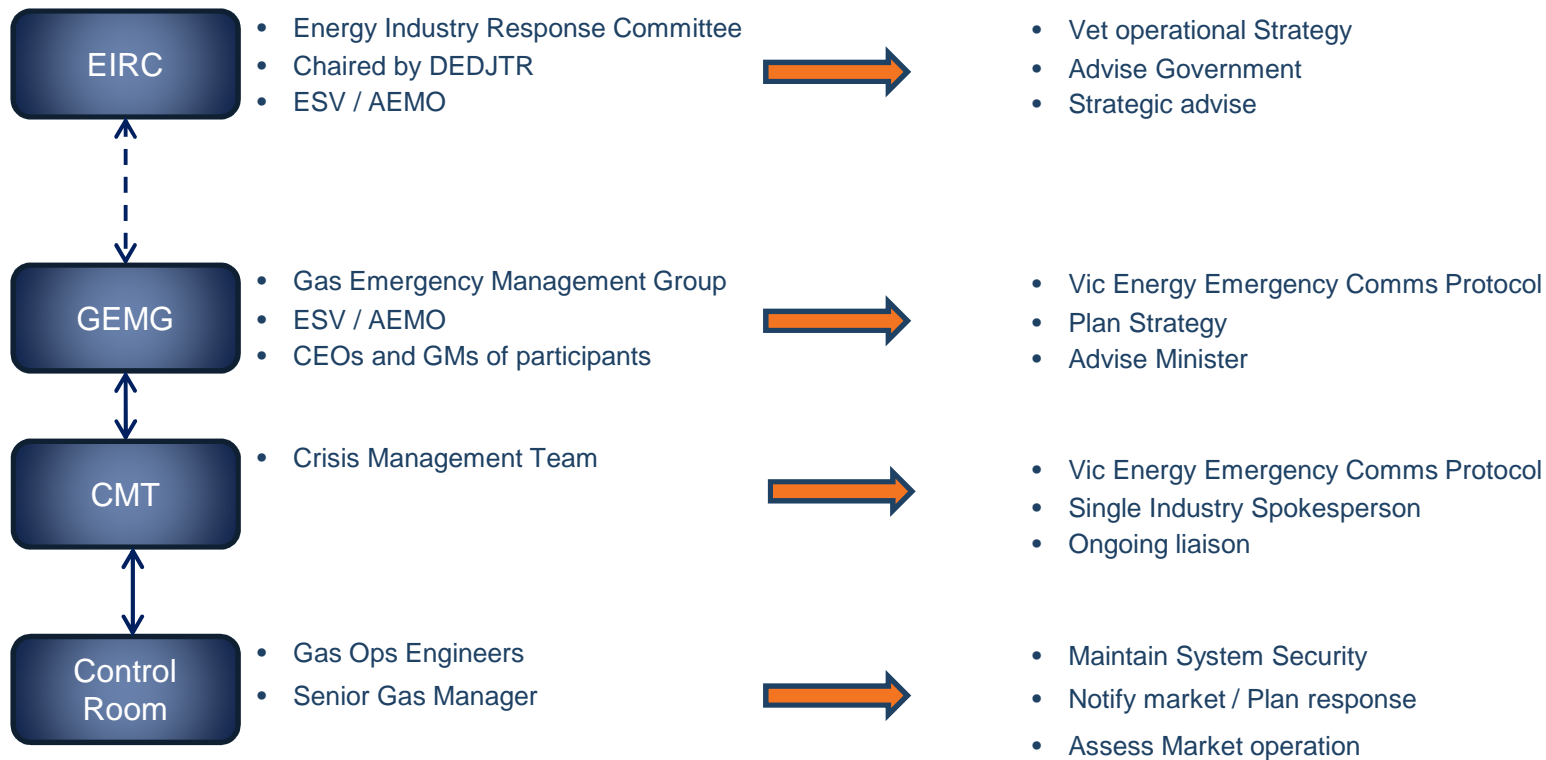 EIRC
• Energy Industry Response Committee
• Chaired by DEDJTR
• ESV / AEMO
• Vet operational Strategy
• Advise Government
• Strategic advise
GEMG
• Gas Emergency Management Group
• ESV / AEMO
• CEOs and GMs of participants
• Vic Energy Emergency Comms Protocol
• Plan Strategy
• Advise Minister
CMT
• Crisis Management Team
• Vic Energy Emergency Comms Protocol
• Single Industry Spokesperson
• Ongoing liaison
Control
Room
• Gas Ops Engineers
• Senior Gas Manager
• Maintain System Security
• Notify market / Plan response
• Assess Market operation